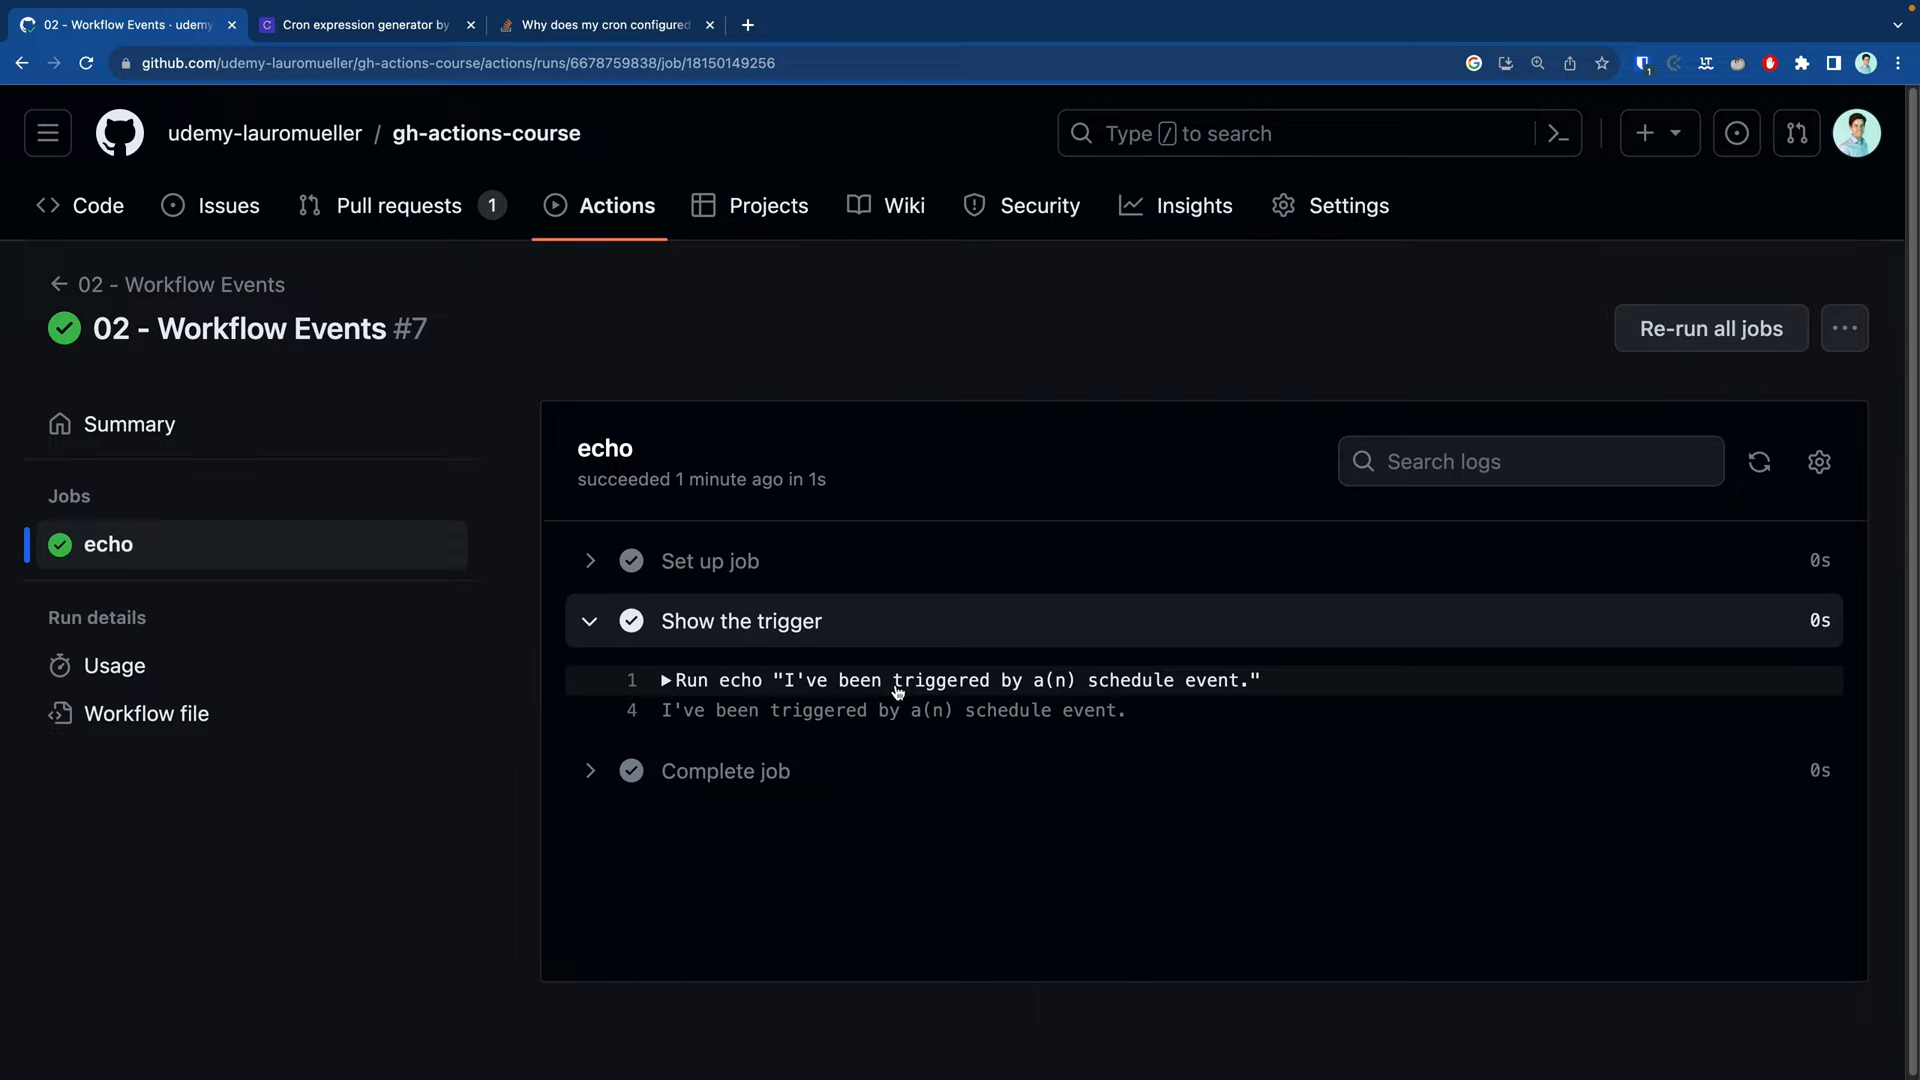 02 - Workflow Events · udemy
Cron expression generator by
Why does my cron configured
github.com/udemy-lauromueller/gh-actions-course/actions/runs/6678759838/job/18150149256
1
udemy-lauromueller / gh-actions-course
Type / to search
Code
Issues
Pull requests 1
Actions
Projects
Wiki
Security
Insights
Settings
02 - Workflow Events
02 - Workflow Events #7
Re-run all jobs
Summary
Jobs
echo
Run details
Usage
Workflow file
echo
succeeded 1 minute ago in 1s
Search logs
Set up job 0s
Show the trigger 0s
1 Run echo "I've been triggered by a(n) schedule event."
4 I've been triggered by a(n) schedule event.
Complete job 0s